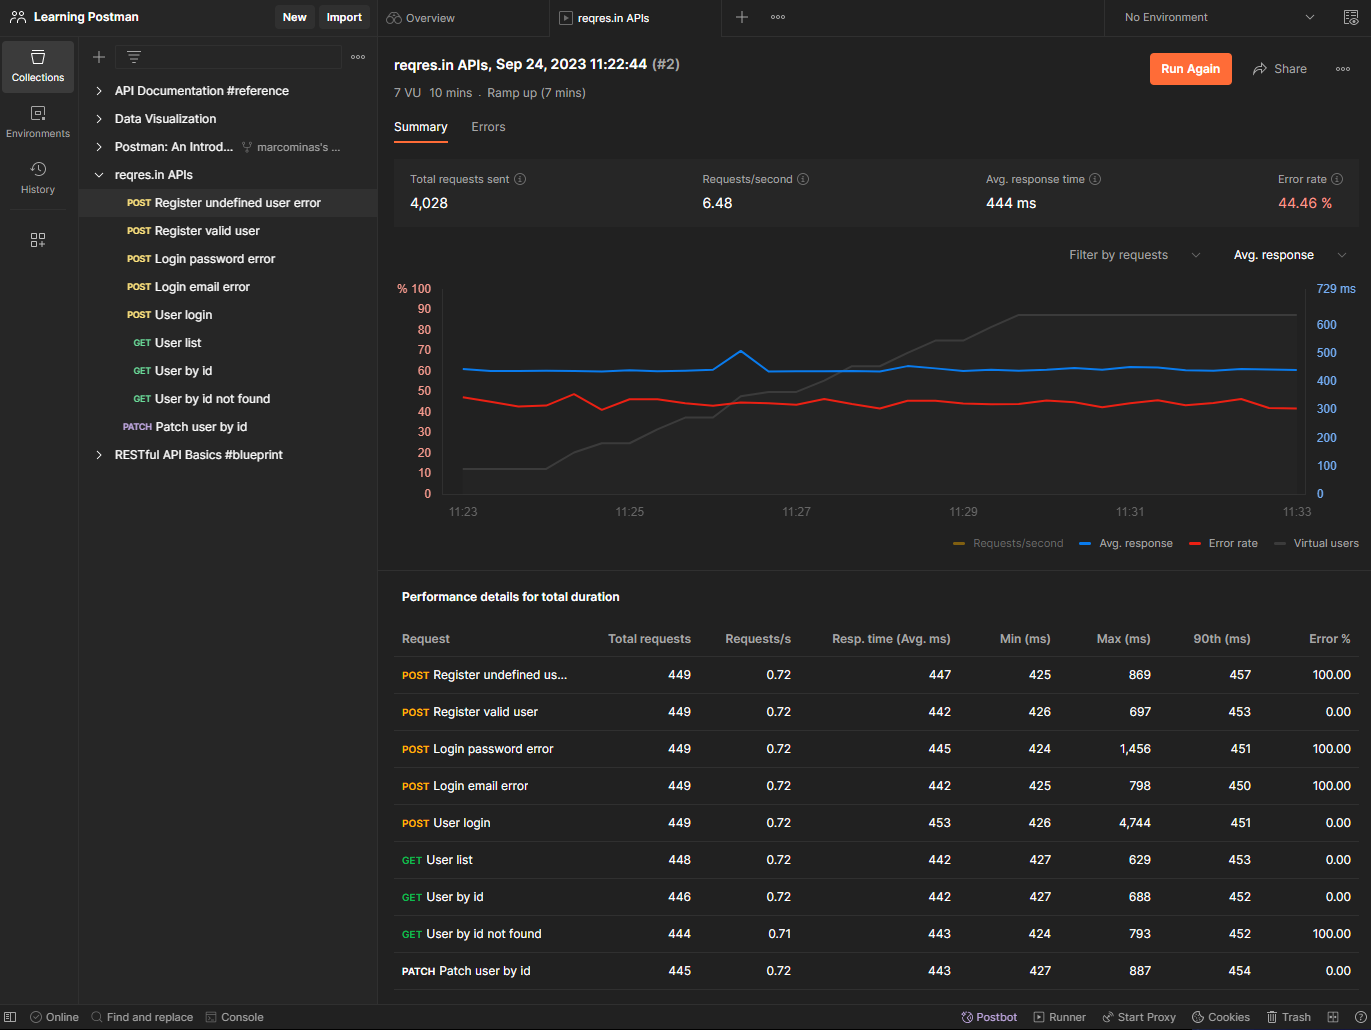 Learning Postman
New
Import
Overview
reqres.in APIs
No Environment
Collections
Environments
History
API Documentation #reference
Data Visualization
Postman: An Introd... marcominas's ...
reqres.in APIs
POST Register undefined user error
POST Register valid user
POST Login password error
POST Login email error
POST User login
GET User list
GET User by id
GET User by id not found
PATCH Patch user by id
RESTful API Basics #blueprint
reqres.in APIs, Sep 24, 2023 11:22:44 (#2)
Run Again
Share
7 VU 10 mins . Ramp up (7 mins)
Summary Errors
Total requests sent Requests/second Avg. response time Error rate
4,028 6.48 444 ms 44.46 %
Filter by requests Avg. response
% 100
90
80
70
60
50
40
30
20
10
0
729 ms
600
500
400
300
200
100
0
11:23 11:25 11:27 11:29 11:31 11:33
Requests/second Avg. response Error rate Virtual users
Performance details for total duration
Request Total requests Requests/s Resp. time (Avg. ms) Min (ms) Max (ms) 90th (ms) Error %
POST Register undefined us... 449 0.72 447 425 869 457 100.00
POST Register valid user 449 0.72 442 426 697 453 0.00
POST Login password error 449 0.72 445 424 1,456 451 100.00
POST Login email error 449 0.72 442 425 798 450 100.00
POST User login 449 0.72 453 426 4,744 451 0.00
GET User list 448 0.72 442 427 629 453 0.00
GET User by id 446 0.72 442 427 688 452 0.00
GET User by id not found 444 0.71 443 424 793 452 100.00
PATCH Patch user by id 445 0.72 443 427 887 454 0.00
Online Find and replace Console Postbot Runner Start Proxy Cookies Trash